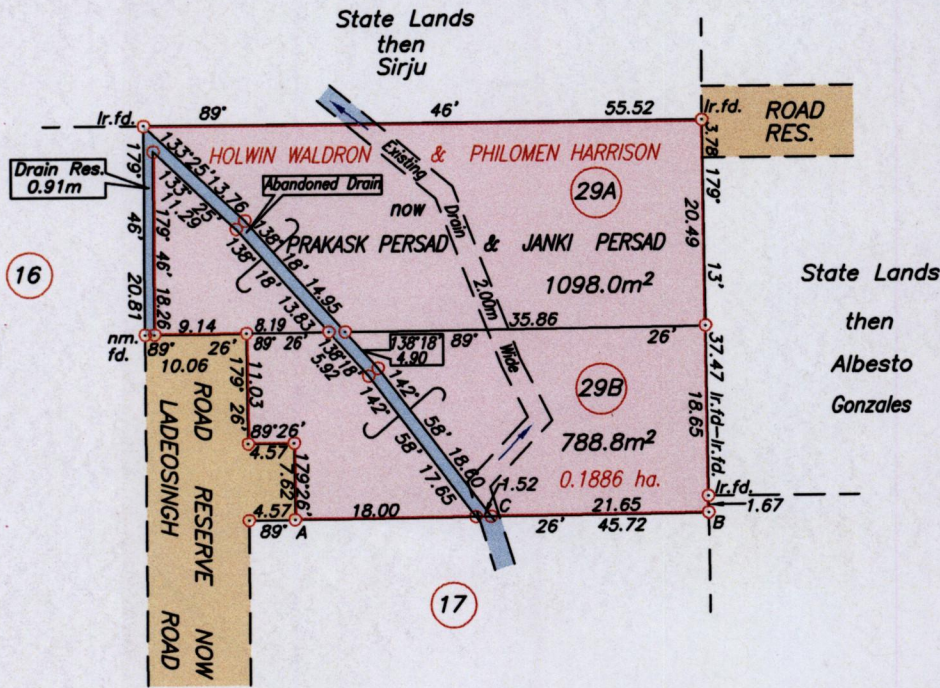 State Lands
then
Sirju
Ir.fd.
89°
46'
55.52
Ir.fd.
ROAD
RES.
3.78
Drain Res.
0.91m
179°
46'
20.81
179° 46' 18.26
133°25' 13.76
133° 25'
11.29
Abandoned Drain
HOLWIN WALDRON & PHILOMEN HARRISON
Existing
Drain
2.00m
Wide
29A
now
PRAKASK PERSAD & JANKI PERSAD
1098.0m²
138° 18' 14.95
138° 18' 13.83
179°
20.49
13'
16
State Lands
then
Albesto
Gonzales
nm.
fd.
9.14
89° 26'
10.06
8.19
89° 26'
35.86
89°
26'
138°18'
4.90
138°18'
5.92
179° 26'
11.03
142°
58'
18.60
142°
58'
17.65
29B
788.8m²
0.1886 ha.
37.47 Ir.fd-Ir.fd.
18.65
89°26'
4.57
179°26'
7.62
ROAD RESERVE NOW
LADEOSINGH ROAD
Ir.fd.
1.67
4.57
89°
A
18.00
C
1.52
26'
21.65
45.72
B
17